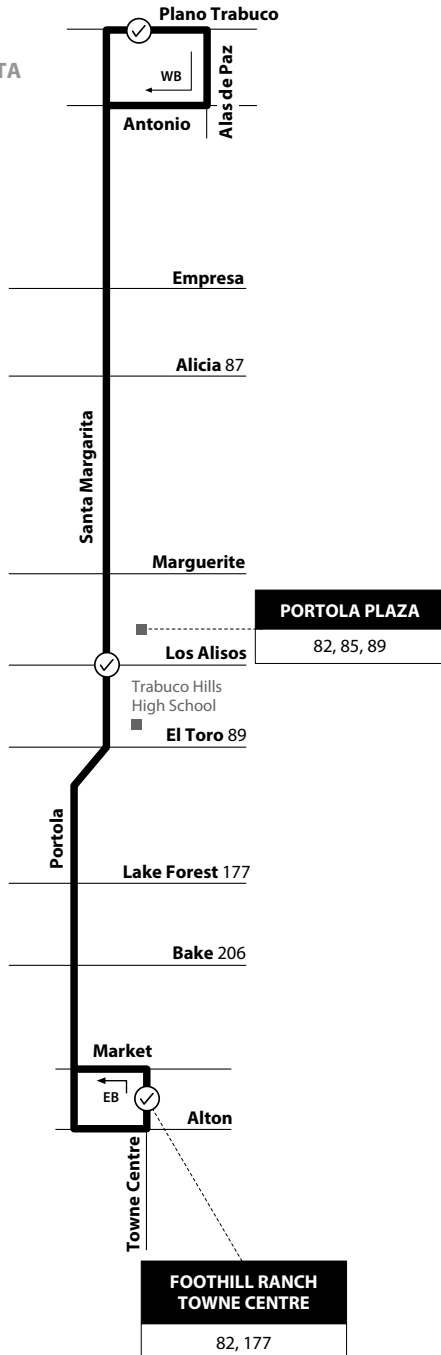 Plano Trabuco
TA
WB
Alas de Paz
Antonio
Empresa
Alicia 87
Santa Margarita
Marguerite
PORTOLA PLAZA
82, 85, 89
Los Alisos
Trabuco Hills
High School
El Toro 89
Portola
Lake Forest 177
Bake 206
Market
EB
Alton
Towne Centre
FOOTHILL RANCH
TOWNE CENTRE
82, 177